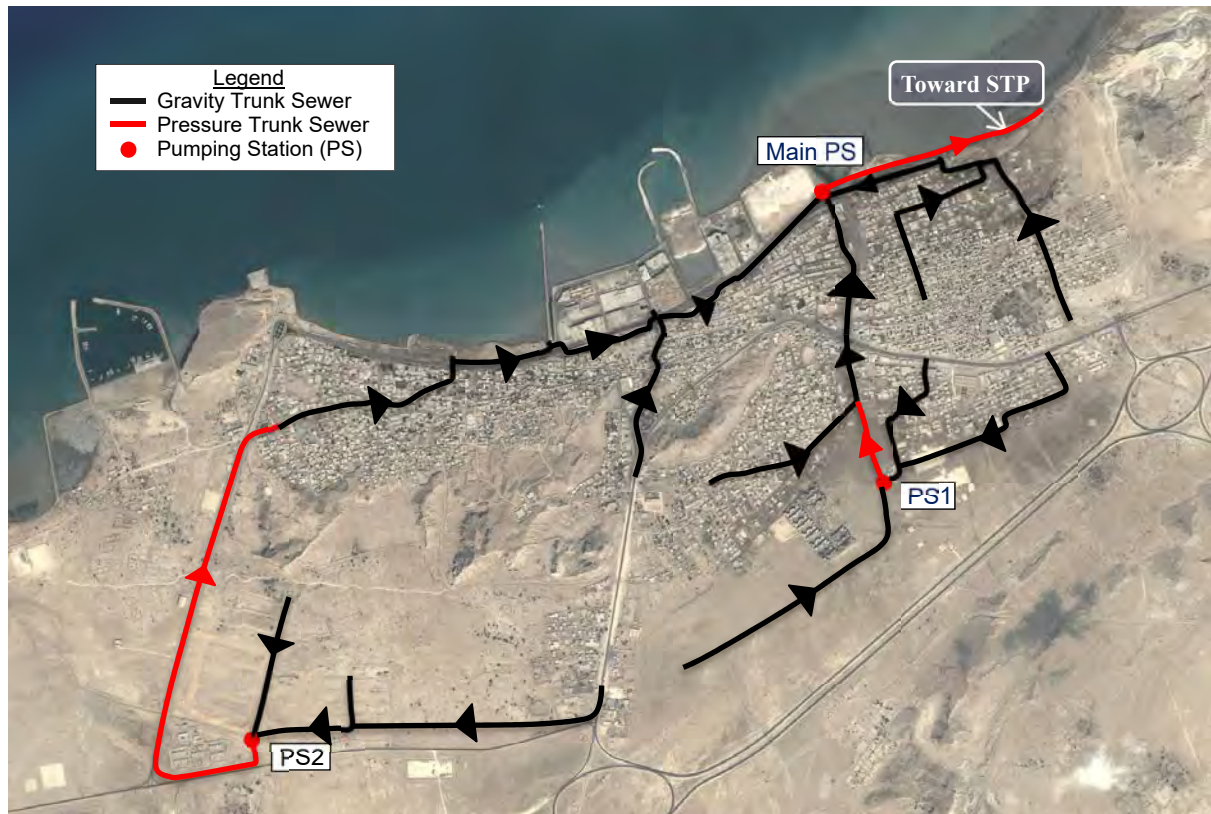 Legend
Gravity Trunk Sewer
Pressure Trunk Sewer
Pumping Station (PS)
Toward STP
Main PS
PS1
PS2